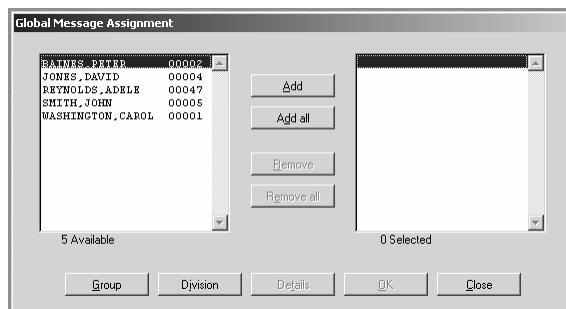 Global Message Assignment
BAINES,PETER 00002
JONES,DAVID 00004
REYNOLDS,ADELE 00047
SMITH,JOHN 00005
WASHINGTON,CAROL 00001
Add
Add all
Remove
Remove all
5 Available
0 Selected
Group
Division
Details
OK
Close